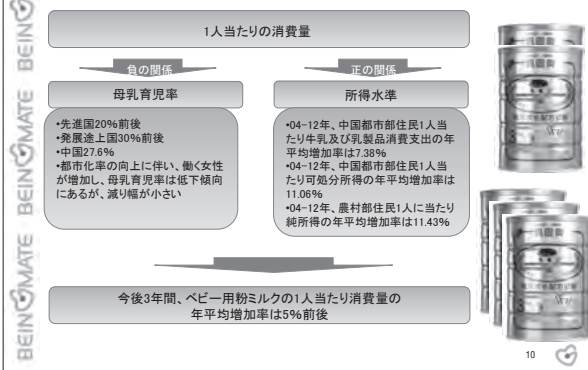 1人当たりの消費量
負の関係
正の関係
母乳育児率
•先進国20%前後
•発展途上国30%前後
•中国27.6%
•都市化率の向上に伴い、働く女性
が増加し、母乳育児率は低下傾向
にあるが、減り幅が小さい
所得水準
•04-12年、中国都市部住民1人当
たり牛乳及び乳製品消費支出の年
平均増加率は7.38%
•04-12年、中国都市部住民1人当
たり可処分所得の年平均増加率は
11.06%
•04-12年、農村部住民1人に当たり
純所得の年平均増加率は11.43%
今後3年間、ベビー用粉ミルクの1人当たり消費量の
年平均増加率は5%前後
BEINGMATE
BEINGMATE
BEINGMATE
10